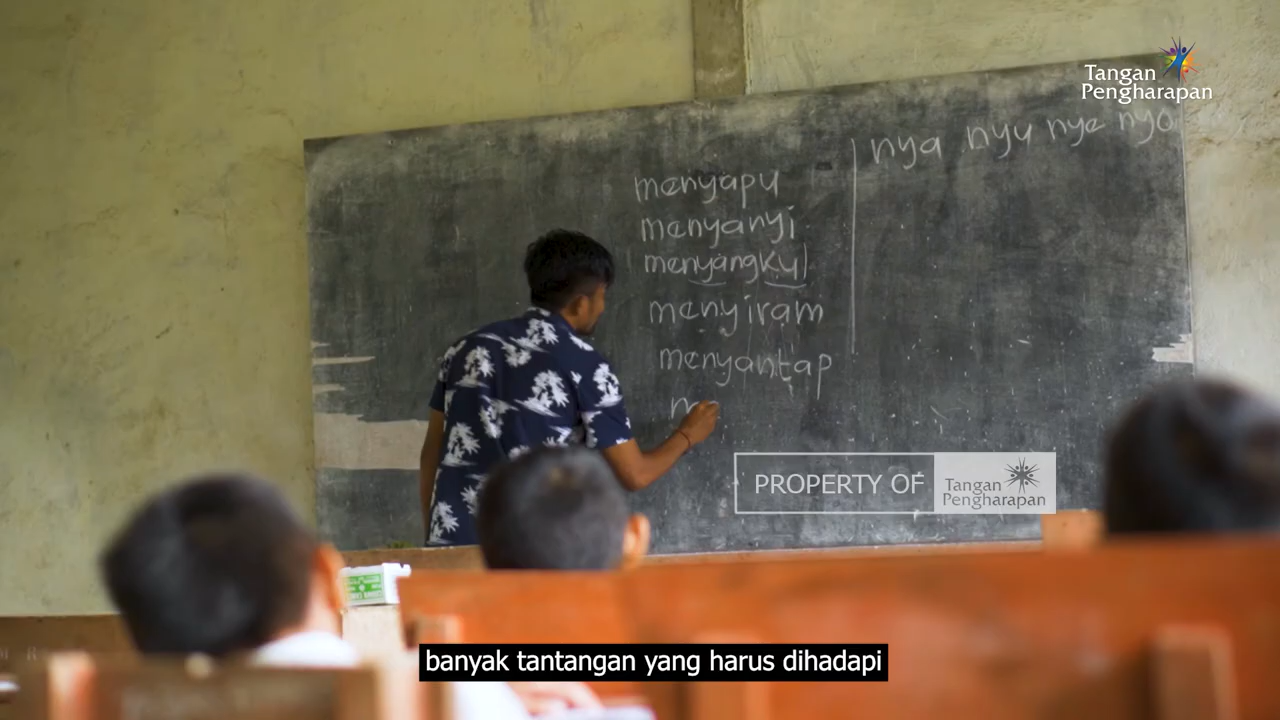 Tangan
Pengharapan
nya nyu nye nyo
menyapu
menyanyi
menyangkul
menyiram
menyantap
me
PROPERTY OF Tangan Pengharapan
banyak tantangan yang harus dihadapi